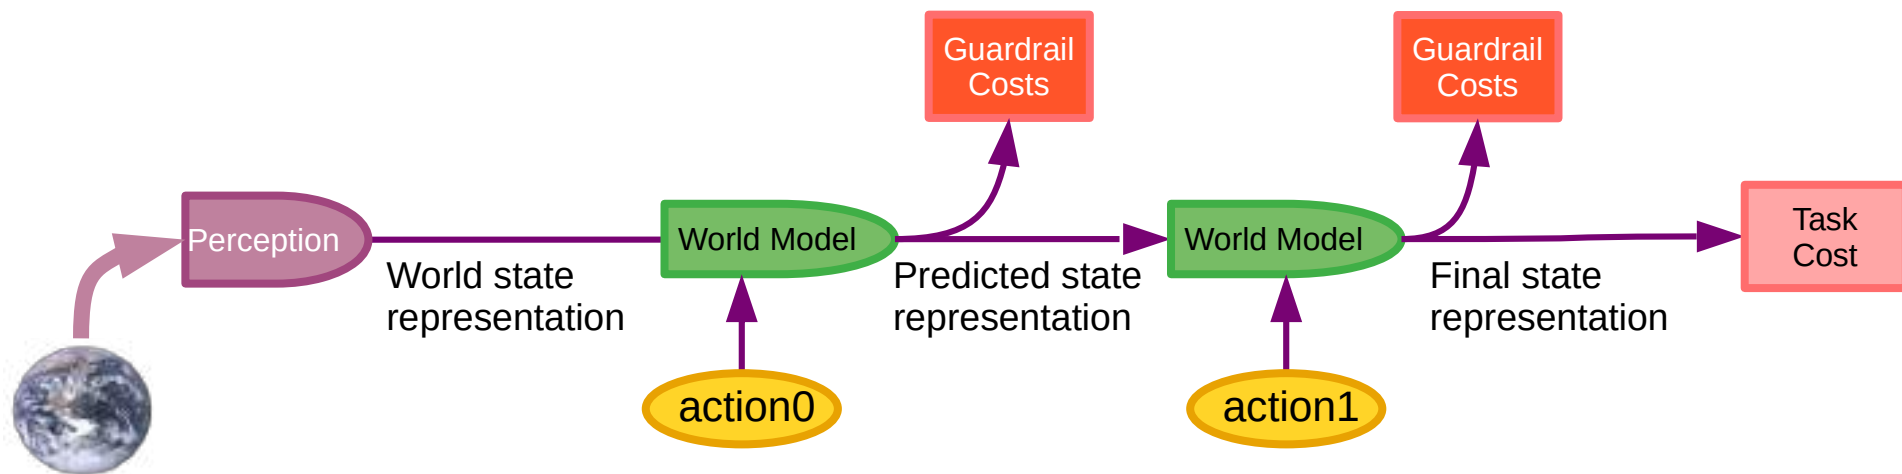 Guardrail
Costs
Guardrail
Costs
Perception
World Model
World Model
Task
Cost
World state
representation
Predicted state
representation
Final state
representation
action0
action1